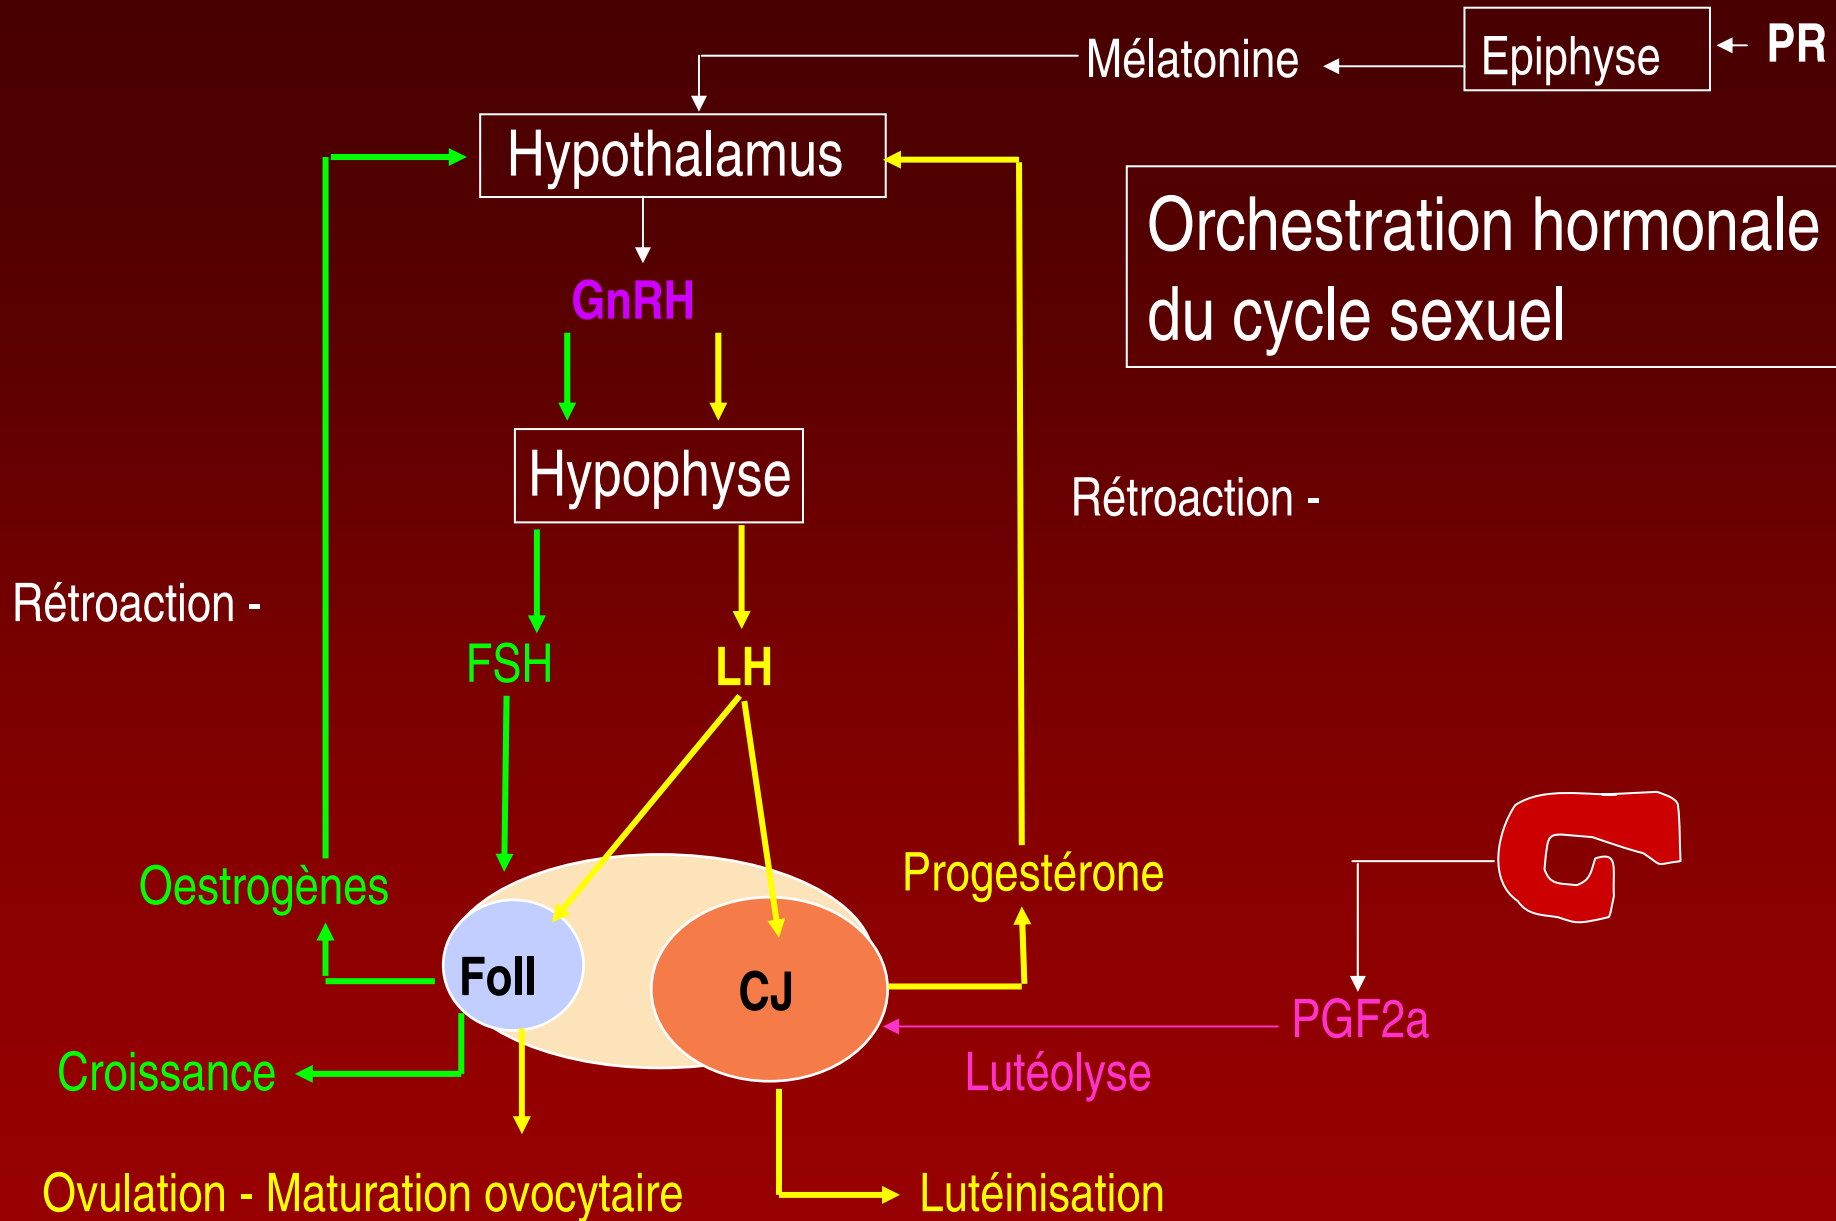 Mélatonine
Epiphyse
PR
Hypothalamus
Orchestration hormonale
du cycle sexuel
GnRH
Hypophyse
Rétroaction -
Rétroaction -
FSH
LH
Oestrogènes
Progestérone
Foll
CJ
PGF2a
Croissance
Lutéolyse
Ovulation - Maturation ovocytaire
Lutéinisation